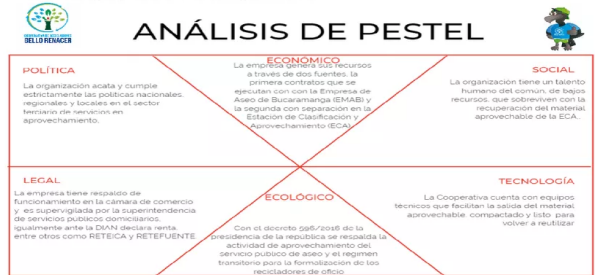 BELLO RENACER
ANÁLISIS DE PESTEL
POLÍTICA
La organización acata y cumple
estrictamente las políticas nacionales,
regionales y locales en el sector
terciario de servicios en
aprovechamiento.
ECONÓMICO
La empresa genera sus recursos
a través de dos fuentes, la
primera contratos que se
ejecutan con con la Empresa de
Aseo de Bucaramanga (EMAB) y
la segunda con separación en la
Estación de Clasificación y
Aprovechamiento (ECA).
SOCIAL
La organización tiene un talento
humano del común, de bajos
recursos, que sobreviven con la
recuperación del material
aprovechable de la ECA.
LEGAL
La empresa tiene respaldo de
funcionamiento en la cámara de comercio
y es supervigilada por la superintendencia
de servicios públicos domiciliarios,
igualmente ante la DIAN declara renta,
entre otros como RETEICA y RETEFUENTE
ECOLÓGICO
Con el decreto 596/2016 de la
presidencia de la república se respalda la
actividad de aprovechamiento del
servicio público de aseo y el régimen
transitorio para la formalización de los
recicladores de oficio.
TECNOLOGÍA
La Cooperativa cuenta con equipos
técnicos que facilitan la salida del material
aprovechable compactado y listo para
volver a reutilizar